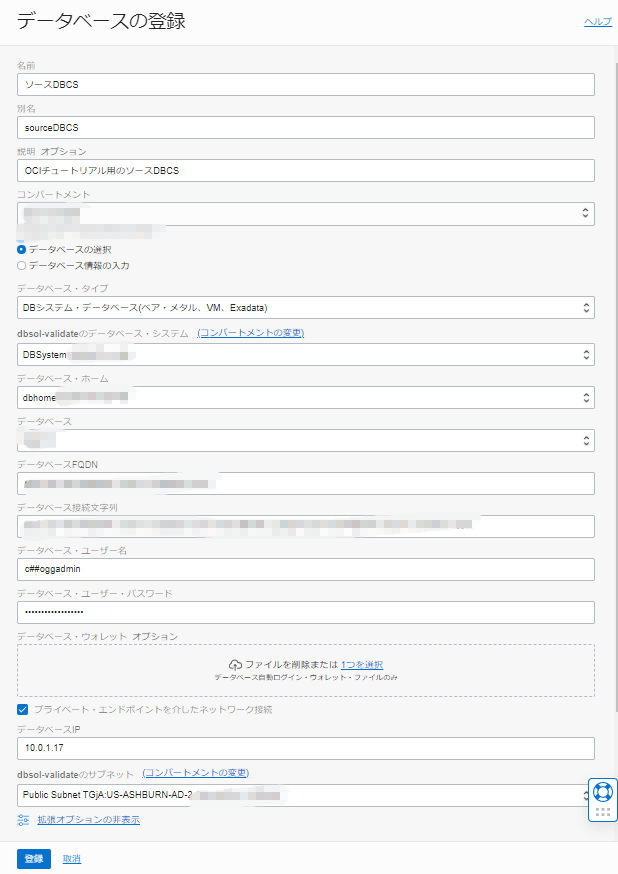 データベースの登録
ヘルプ
名前
ソースDBCS
別名
sourceDBCS
説明 オプション
OCIチュートリアル用のソースDBCS
コンパートメント
データベースの選択
データベース情報の入力
データベース・タイプ
DBシステム・データベース(ベア・メタル、VM、Exadata)
dbsol-validateのデータベース・システム (コンパートメントの変更)
DBSystem
データベース・ホーム
dbhome
データベース
データベースFQDN
データベース接続文字列
データベース・ユーザー名
c##oggadmin
データベース・ユーザー・パスワード
••••••••••••••••••
データベース・ウォレット オプション
ファイルを削除または 1つを選択
データベース自動ログイン・ウォレット・ファイルのみ
プライベート・エンドポイントを介したネットワーク接続
データベースIP
10.0.1.17
dbsol-validateのサブネット (コンパートメントの変更)
Public Subnet TGjA:US-ASHBURN-AD-2
拡張オプションの非表示
登録 取消